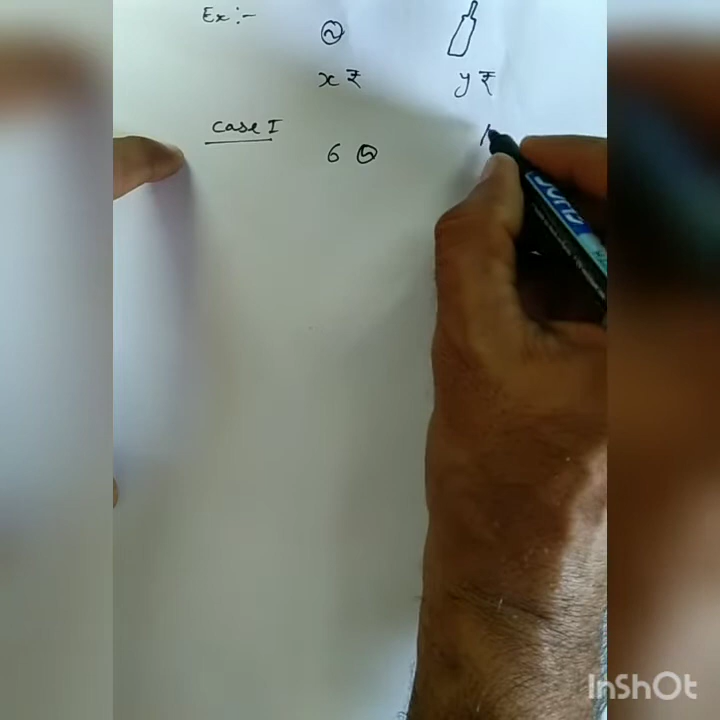 Ex:-
x ₹ y ₹
Case I
6
InShOt